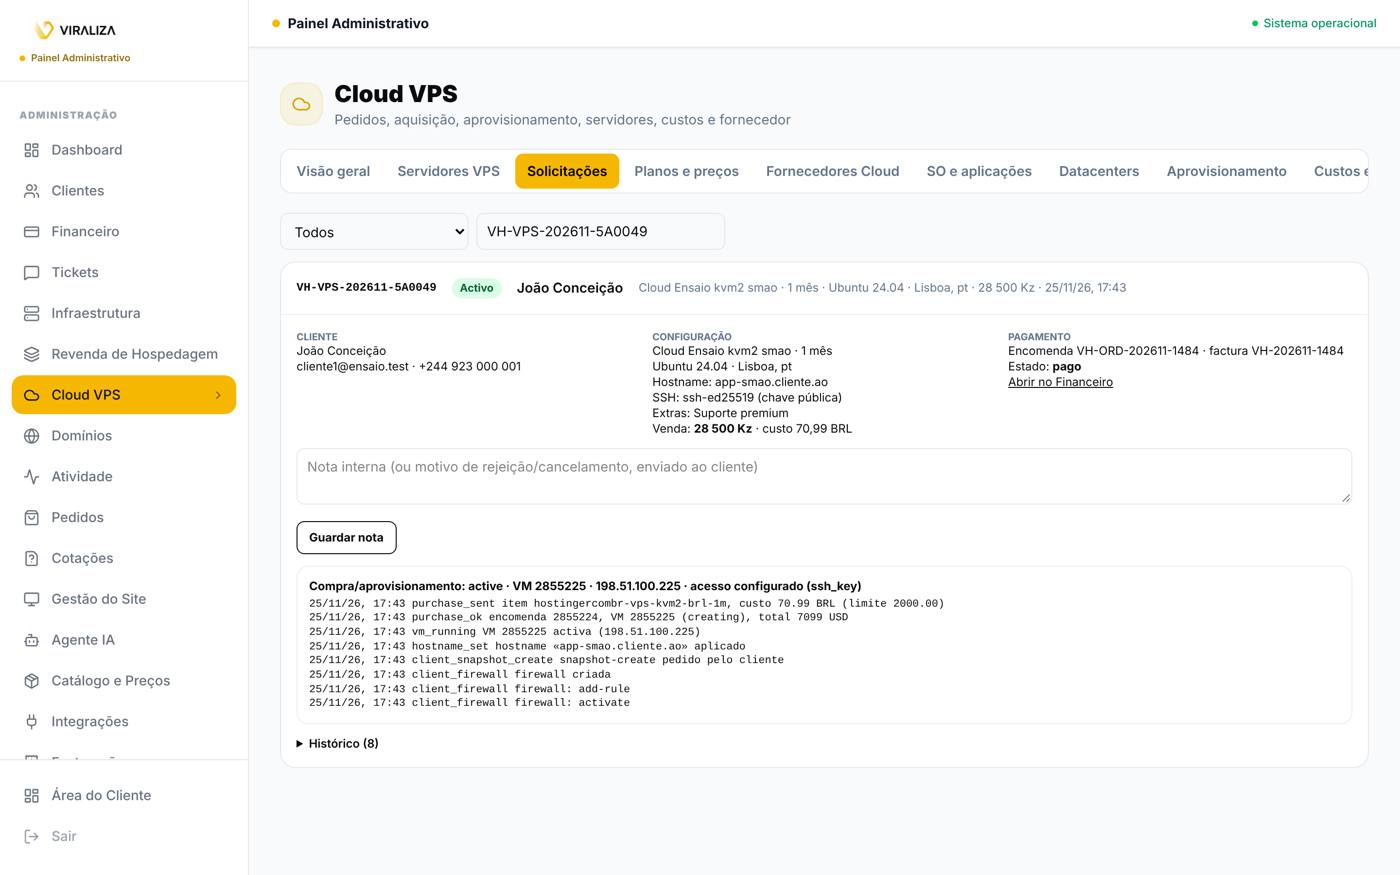 VIRALIZA
Painel Administrativo
ADMINISTRAÇÃO
Dashboard
Clientes
Financeiro
Tickets
Infraestrutura
Revenda de Hospedagem
Cloud VPS
Domínios
Atividade
Pedidos
Cotações
Gestão do Site
Agente IA
Catálogo e Preços
Integrações
Área do Cliente
Sair
Painel Administrativo
Sistema operacional
Cloud VPS
Pedidos, aquisição, aprovisionamento, servidores, custos e fornecedor
Visão geral Servidores VPS Solicitações Planos e preços Fornecedores Cloud SO e aplicações Datacenters Aprovisionamento Custos e
Todos VH-VPS-202611-5A0049
VH-VPS-202611-5A0049 Activo João Conceição Cloud Ensaio kvm2 smao · 1 mês · Ubuntu 24.04 · Lisboa, pt · 28 500 Kz · 25/11/26, 17:43
CLIENTE
João Conceição
cliente1@ensaio.test · +244 923 000 001
CONFIGURAÇÃO
Cloud Ensaio kvm2 smao · 1 mês
Ubuntu 24.04 · Lisboa, pt
Hostname: app-smao.cliente.ao
SSH: ssh-ed25519 (chave pública)
Extras: Suporte premium
Venda: 28 500 Kz · custo 70,99 BRL
PAGAMENTO
Encomenda VH-ORD-202611-1484 · factura VH-202611-1484
Estado: pago
Abrir no Financeiro
Nota interna (ou motivo de rejeição/cancelamento, enviado ao cliente)
Guardar nota
Compra/aprovisionamento: active · VM 2855225 · 198.51.100.225 · acesso configurado (ssh_key)
25/11/26, 17:43 purchase_sent item hostingercombr-vps-kvm2-brl-1m, custo 70.99 BRL (limite 2000.00)
25/11/26, 17:43 purchase_ok encomenda 2855224, VM 2855225 (creating), total 7099 USD
25/11/26, 17:43 vm_running VM 2855225 activa (198.51.100.225)
25/11/26, 17:43 hostname_set hostname «app-smao.cliente.ao» aplicado
25/11/26, 17:43 client_snapshot_create snapshot-create pedido pelo cliente
25/11/26, 17:43 client_firewall firewall criada
25/11/26, 17:43 client_firewall firewall: add-rule
25/11/26, 17:43 client_firewall firewall: activate
Histórico (8)